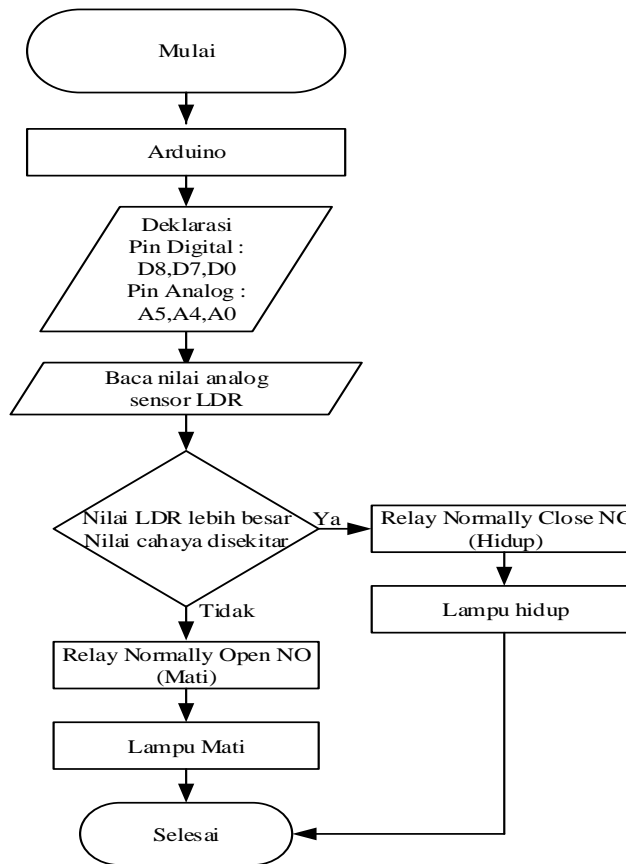 Mulai
Arduino
Deklarasi
Pin Digital :
D8,D7,D0
Pin Analog :
A5,A4,A0
Baca nilai analog
sensor LDR
Nilai LDR lebih besar
Nilai cahaya disekitar
Ya
Relay Normally Close NC
(Hidup)
Lampu hidup
Tidak
Relay Normally Open NO
(Mati)
Lampu Mati
Selesai